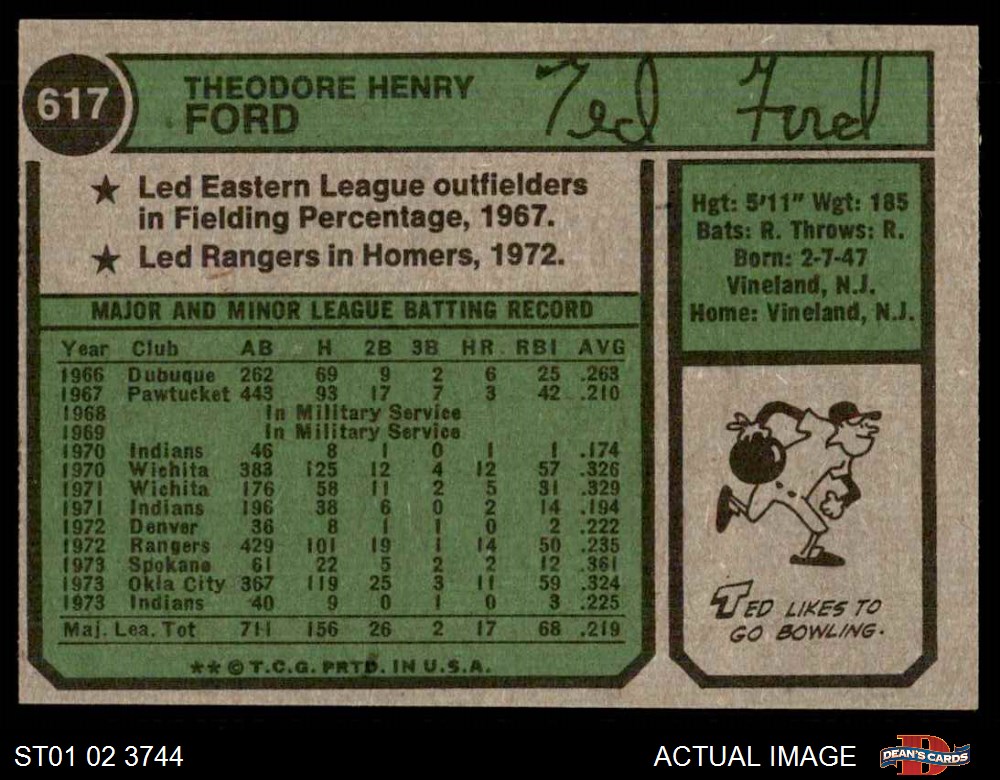 617
THEODORE HENRY
FORD
Ted Ford
★ Led Eastern League outfielders
in Fielding Percentage, 1967.
★ Led Rangers in Homers, 1972.
Hgt: 5'11" Wgt: 185
Bats: R. Throws: R.
Born: 2-7-47
Vineland, N.J.
Home: Vineland, N.J.
MAJOR AND MINOR LEAGUE BATTING RECORD
Year Club AB H 2B 3B HR. RBI AVG
1966 Dubuque 262 69 9 2 6 25 .263
1967 Pawtucket 443 93 17 7 3 42 .210
1968 In Military Service
1969 In Military Service
1970 Indians 46 8 1 0 1 1 .174
1970 Wichita 383 125 12 4 12 57 .326
1971 Wichita 176 58 11 2 5 31 .329
1971 Indians 196 38 6 0 2 14 .194
1972 Denver 36 8 1 1 0 2 .222
1972 Rangers 429 101 19 1 14 50 .235
1973 Spokane 61 22 5 2 2 12 .361
1973 Okla City 367 119 25 3 11 59 .324
1973 Indians 40 9 0 1 0 3 .225
Maj. Lea. Tot 711 156 26 2 17 68 .219
**© T.C.G. PRTD. IN U.S.A.
TED LIKES TO
GO BOWLING.
ST01 02 3744
ACTUAL IMAGE
D
DEAN'S CARDS